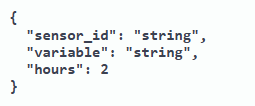 {
  "sensor_id": "string",
  "variable": "string",
  "hours": 2
}